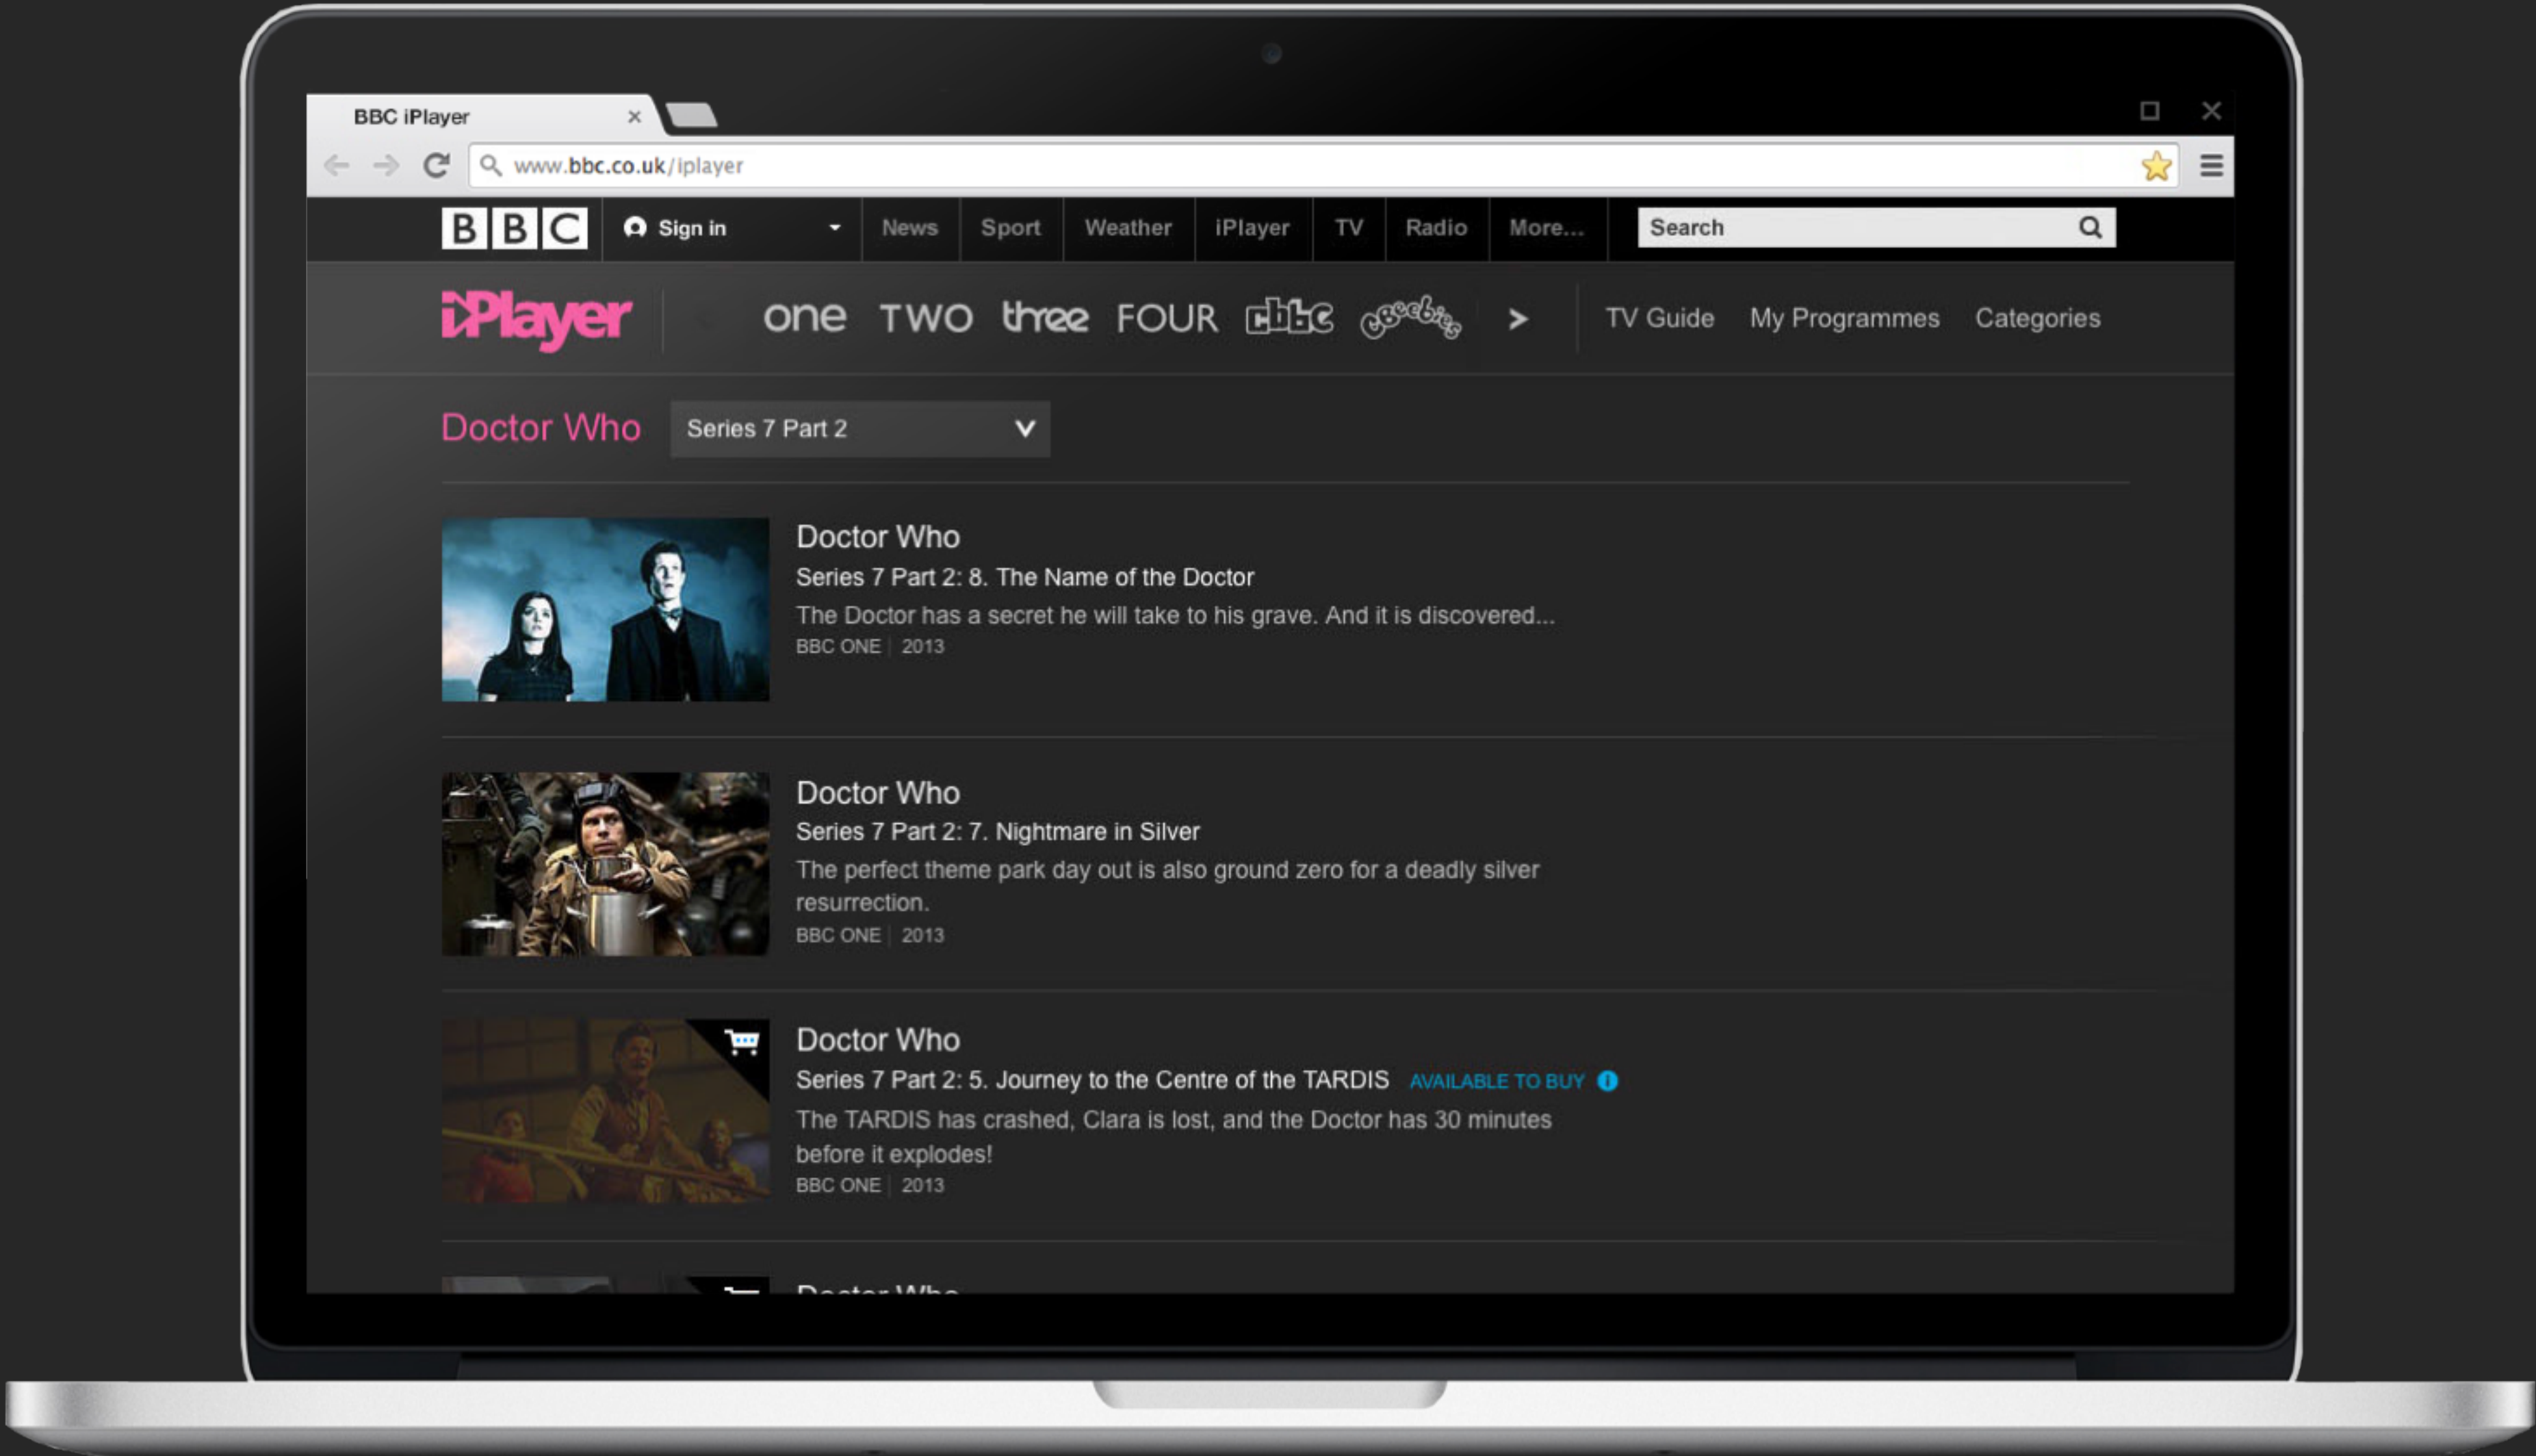 BBC iPlayer
www.bbc.co.uk/iplayer
BBC Sign in News Sport Weather iPlayer TV Radio More... Search
iPlayer one TWO three FOUR cbbc cBeebies > TV Guide My Programmes Categories
Doctor Who Series 7 Part 2
Doctor Who
Series 7 Part 2: 8. The Name of the Doctor
The Doctor has a secret he will take to his grave. And it is discovered...
BBC ONE 2013
Doctor Who
Series 7 Part 2: 7. Nightmare in Silver
The perfect theme park day out is also ground zero for a deadly silver
resurrection.
BBC ONE 2013
Doctor Who
Series 7 Part 2: 5. Journey to the Centre of the TARDIS AVAILABLE TO BUY i
The TARDIS has crashed, Clara is lost, and the Doctor has 30 minutes
before it explodes!
BBC ONE 2013
Doctor Who